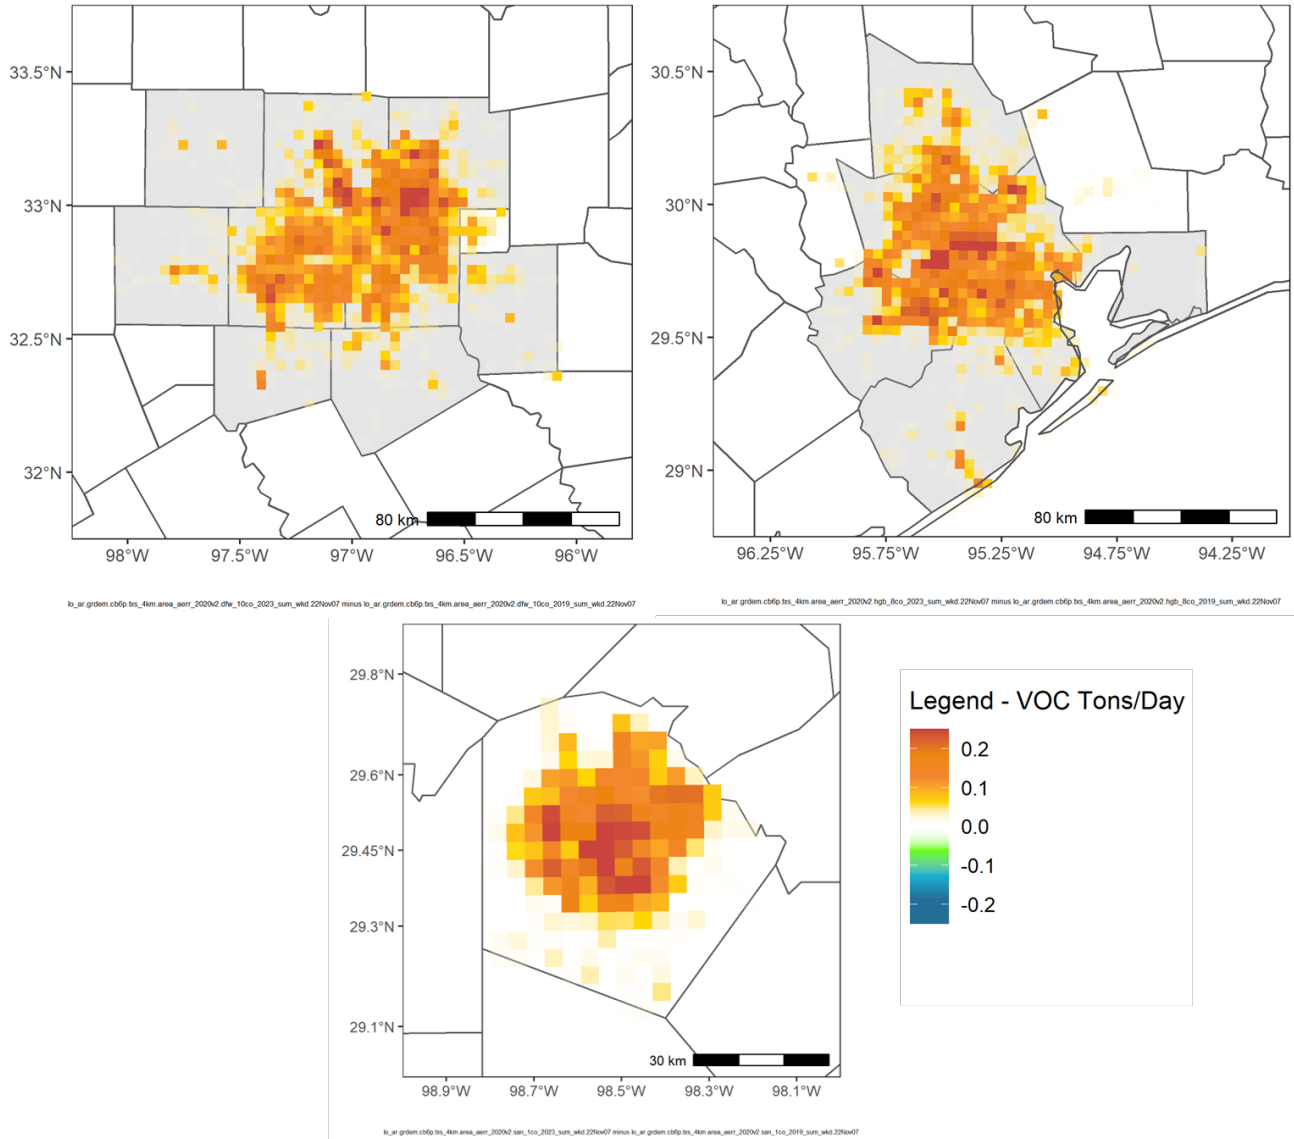 33.5°N
33°N
32.5°N
32°N
80 km
98°W 97.5°W 97°W 96.5°W 96°W
lo_ar.grdem.cb6p.txs_4km.area_aerr_2020v2.dfw_10co_2023_sum_wkd.22Nov07 minus lo_ar.grdem.cb6p.txs_4km.area_aerr_2020v2.dfw_10co_2019_sum_wkd.22Nov07
30.5°N
30°N
29.5°N
29°N
80 km
96.25°W 95.75°W 95.25°W 94.75°W 94.25°W
lo_ar.grdem.cb6p.txs_4km.area_aerr_2020v2.hgb_8co_2023_sum_wkd.22Nov07 minus lo_ar.grdem.cb6p.txs_4km.area_aerr_2020v2.hgb_8co_2019_sum_wkd.22Nov07
29.8°N
29.6°N
29.45°N
29.3°N
29.1°N
30 km
98.9°W 98.7°W 98.5°W 98.3°W 98.1°W
lo_ar.grdem.cb6p.txs_4km.area_aerr_2020v2.san_1co_2023_sum_wkd.22Nov07 minus lo_ar.grdem.cb6p.txs_4km.area_aerr_2020v2.san_1co_2019_sum_wkd.22Nov07
Legend - VOC Tons/Day
0.2
0.1
0.0
-0.1
-0.2